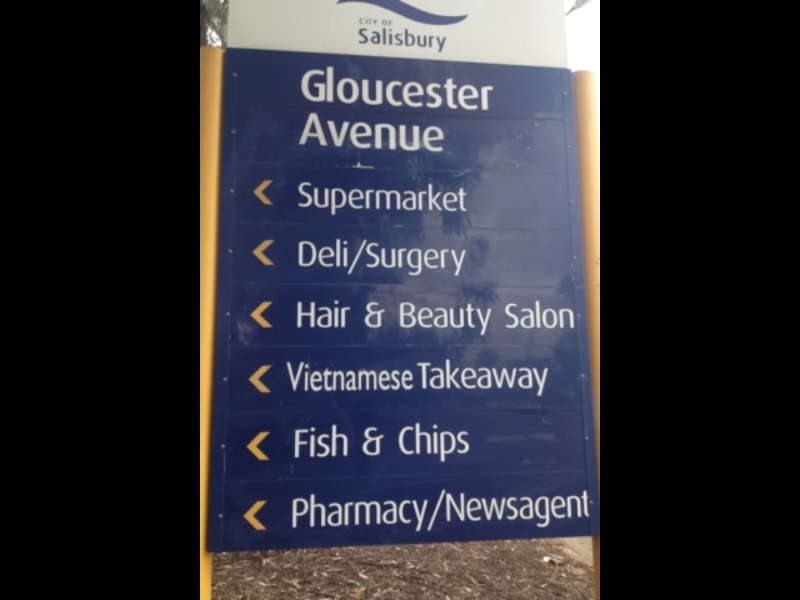 CITY OF
Salisbury
Gloucester
Avenue
Supermarket
Deli/Surgery
Hair & Beauty Salon
Vietnamese Takeaway
Fish & Chips
Pharmacy/Newsagent